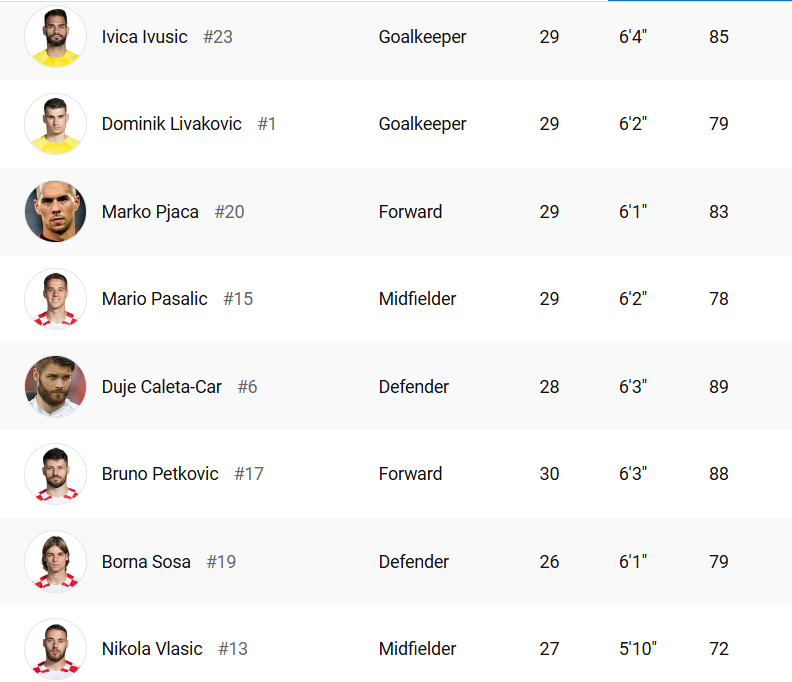 Ivica Ivusic #23 Goalkeeper 29 6'4" 85
Dominik Livakovic #1 Goalkeeper 29 6'2" 79
Marko Pjaca #20 Forward 29 6'1" 83
Mario Pasalic #15 Midfielder 29 6'2" 78
Duje Caleta-Car #6 Defender 28 6'3" 89
Bruno Petkovic #17 Forward 30 6'3" 88
Borna Sosa #19 Defender 26 6'1" 79
Nikola Vlasic #13 Midfielder 27 5'10" 72